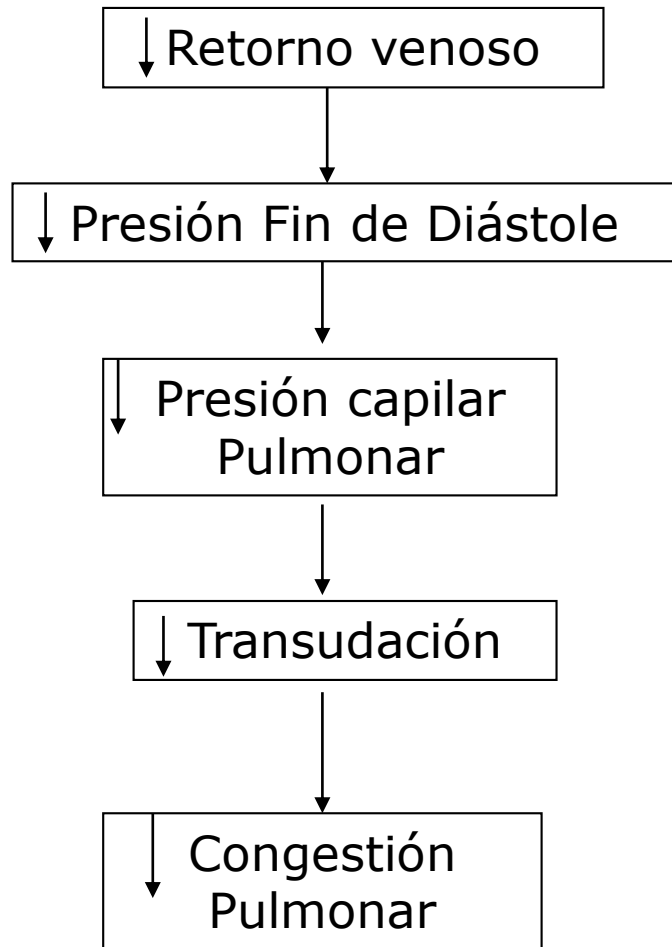 Retorno venoso
Presión Fin de Diástole
Presión capilar
Pulmonar
Transudación
Congestión
Pulmonar